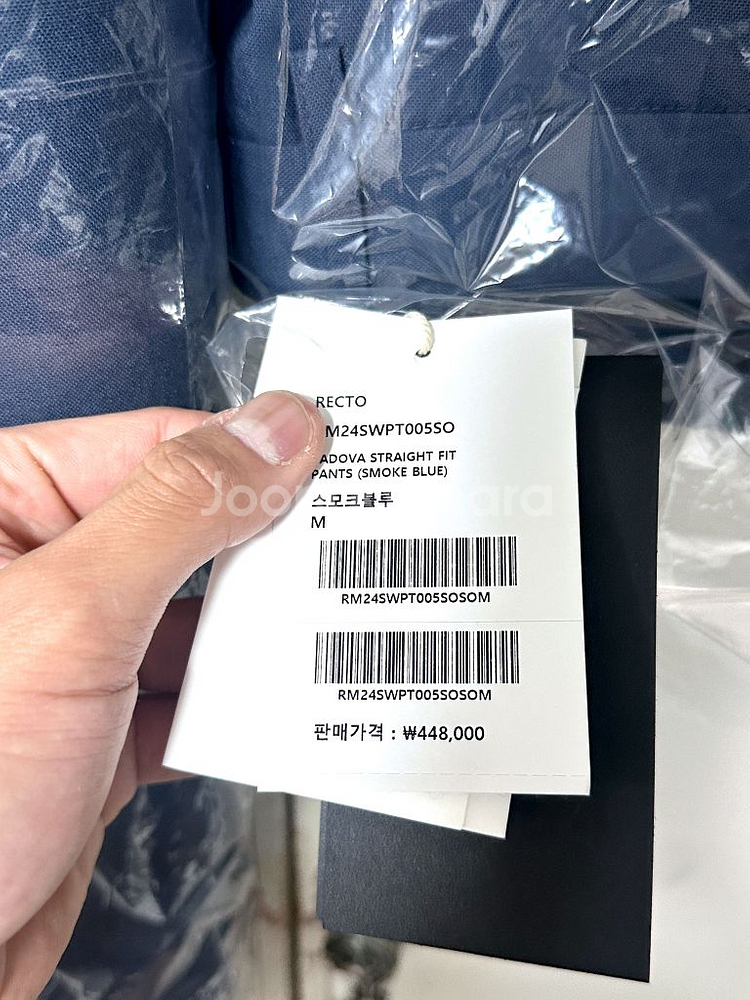 RECTO
M24SWPT005SO
ADOVA STRAIGHT FIT
PANTS (SMOKE BLUE)
스모크블루
M
RM24SWPT005SOSOM
RM24SWPT005SOSOM
판매가격 : ₩448,000